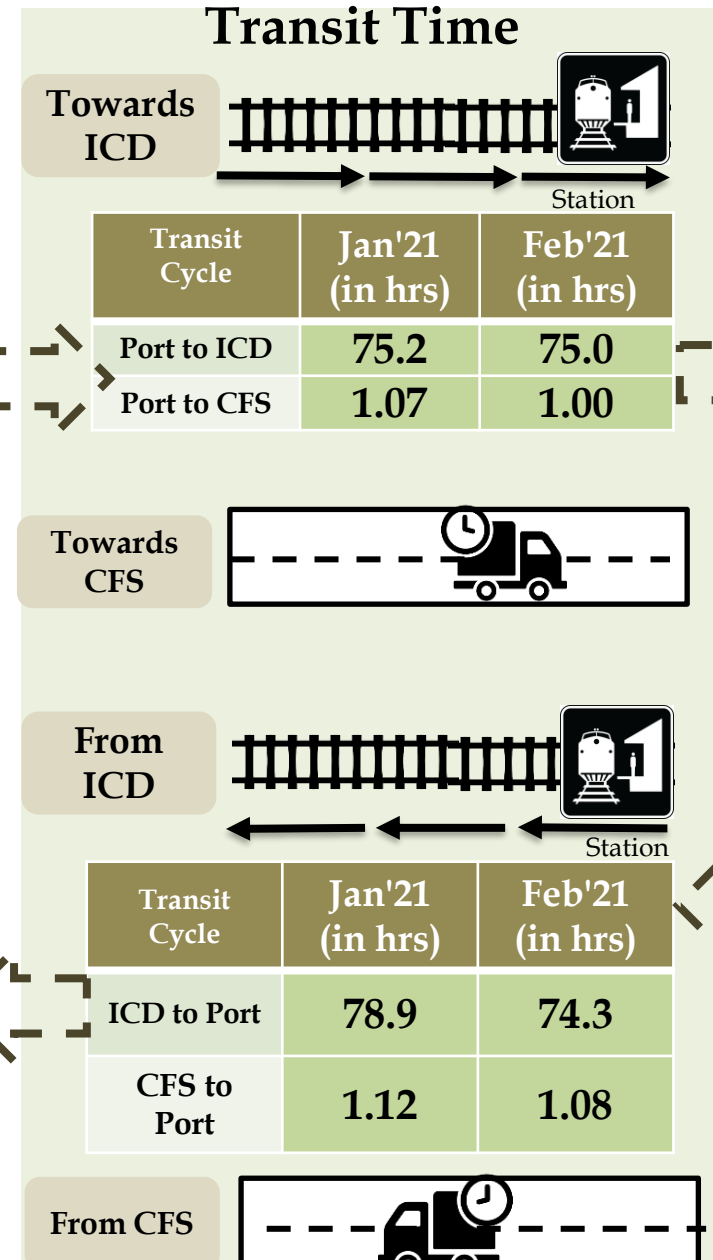 Transit Time
Towards
ICD
Station
Transit
Cycle
Jan'21
(in hrs)
Feb'21
(in hrs)
Port to ICD
75.2
75.0
Port to CFS
1.07
1.00
Towards
CFS
From
ICD
Station
Transit
Cycle
Jan'21
(in hrs)
Feb'21
(in hrs)
ICD to Port
78.9
74.3
CFS to
Port
1.12
1.08
From CFS